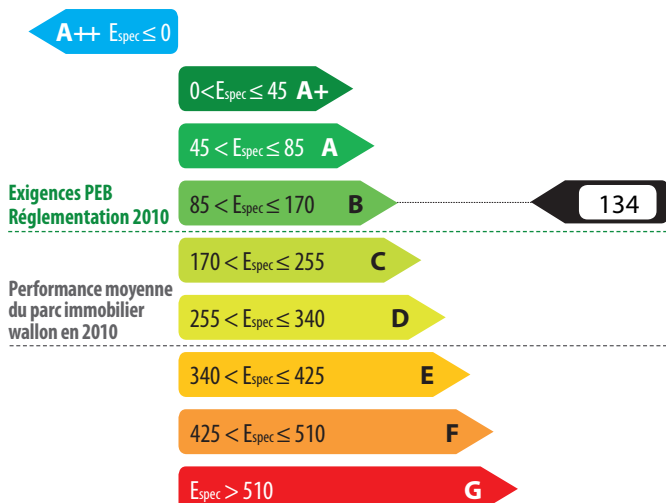 A++ Espec ≤ 0
0<Espec ≤ 45 A+
45 < Espec ≤ 85 A
Exigences PEB
Réglementation 2010
85 < Espec ≤ 170 B
134
170 < Espec ≤ 255 C
Performance moyenne
du parc immobilier
wallon en 2010
255 < Espec ≤ 340 D
340 < Espec ≤ 425 E
425 < Espec ≤ 510 F
Espec > 510 G